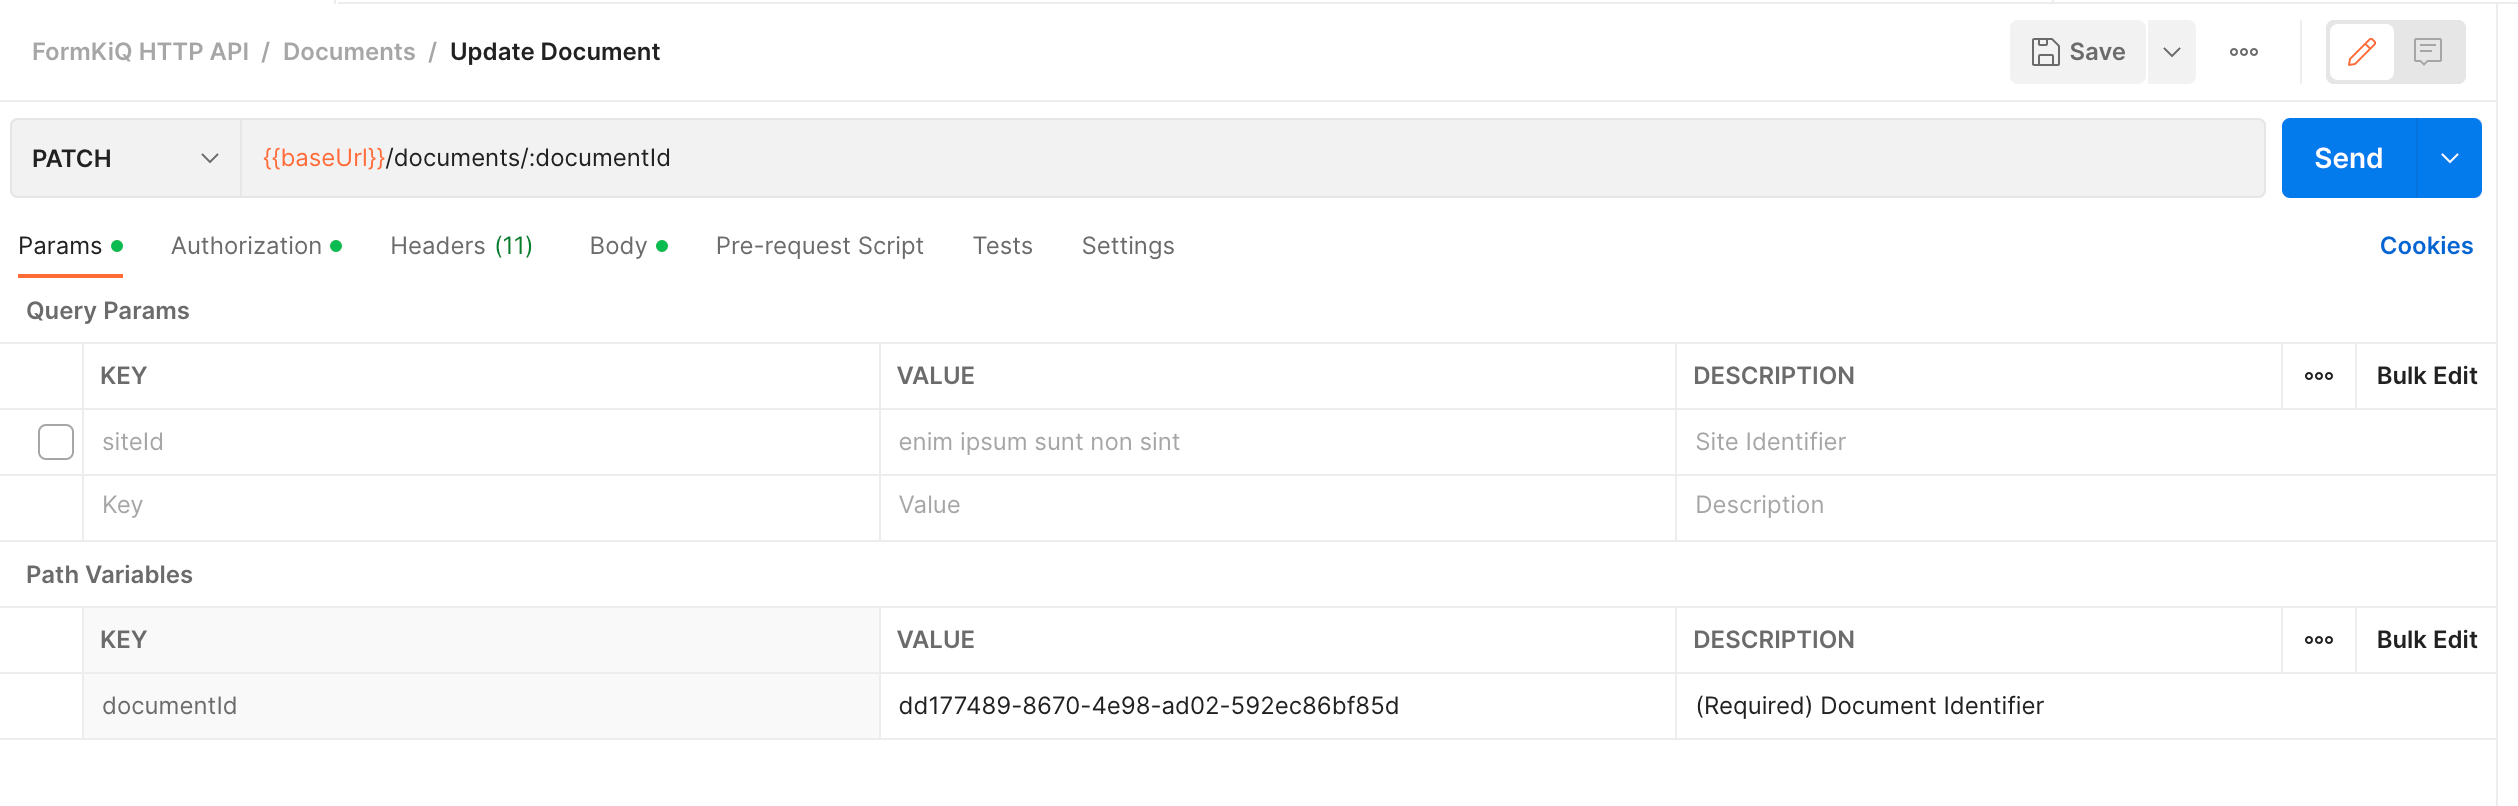 FormKiQ HTTP API / Documents / Update Document
Save
PATCH
{{baseUrl}}/documents/:documentId
Send
Params
Authorization
Headers (11)
Body
Pre-request Script
Tests
Settings
Cookies
Query Params
KEY
VALUE
DESCRIPTION
Bulk Edit
siteId
enim ipsum sunt non sint
Site Identifier
Key
Value
Description
Path Variables
KEY
VALUE
DESCRIPTION
Bulk Edit
documentId
dd177489-8670-4e98-ad02-592ec86bf85d
(Required) Document Identifier